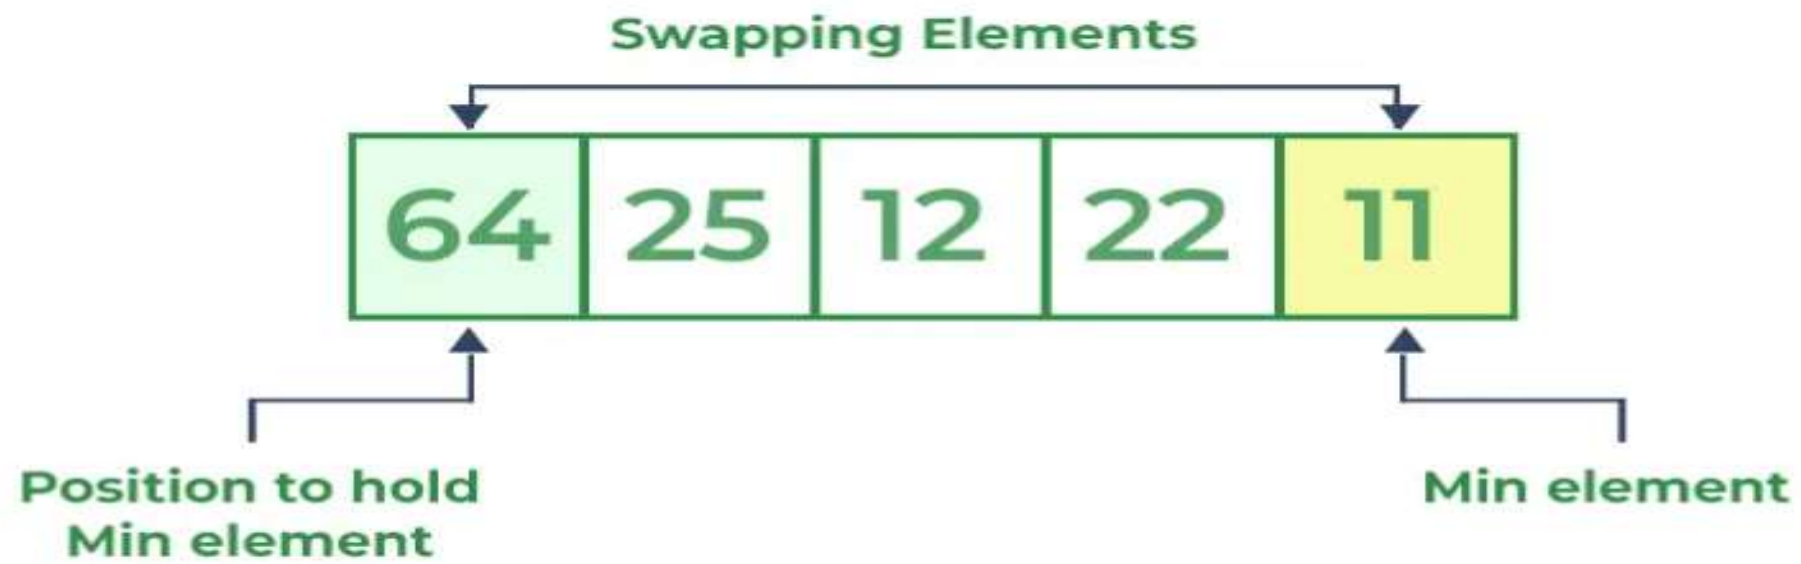 Swapping Elements
64 25 12 22 11
Position to hold
Min element
Min element